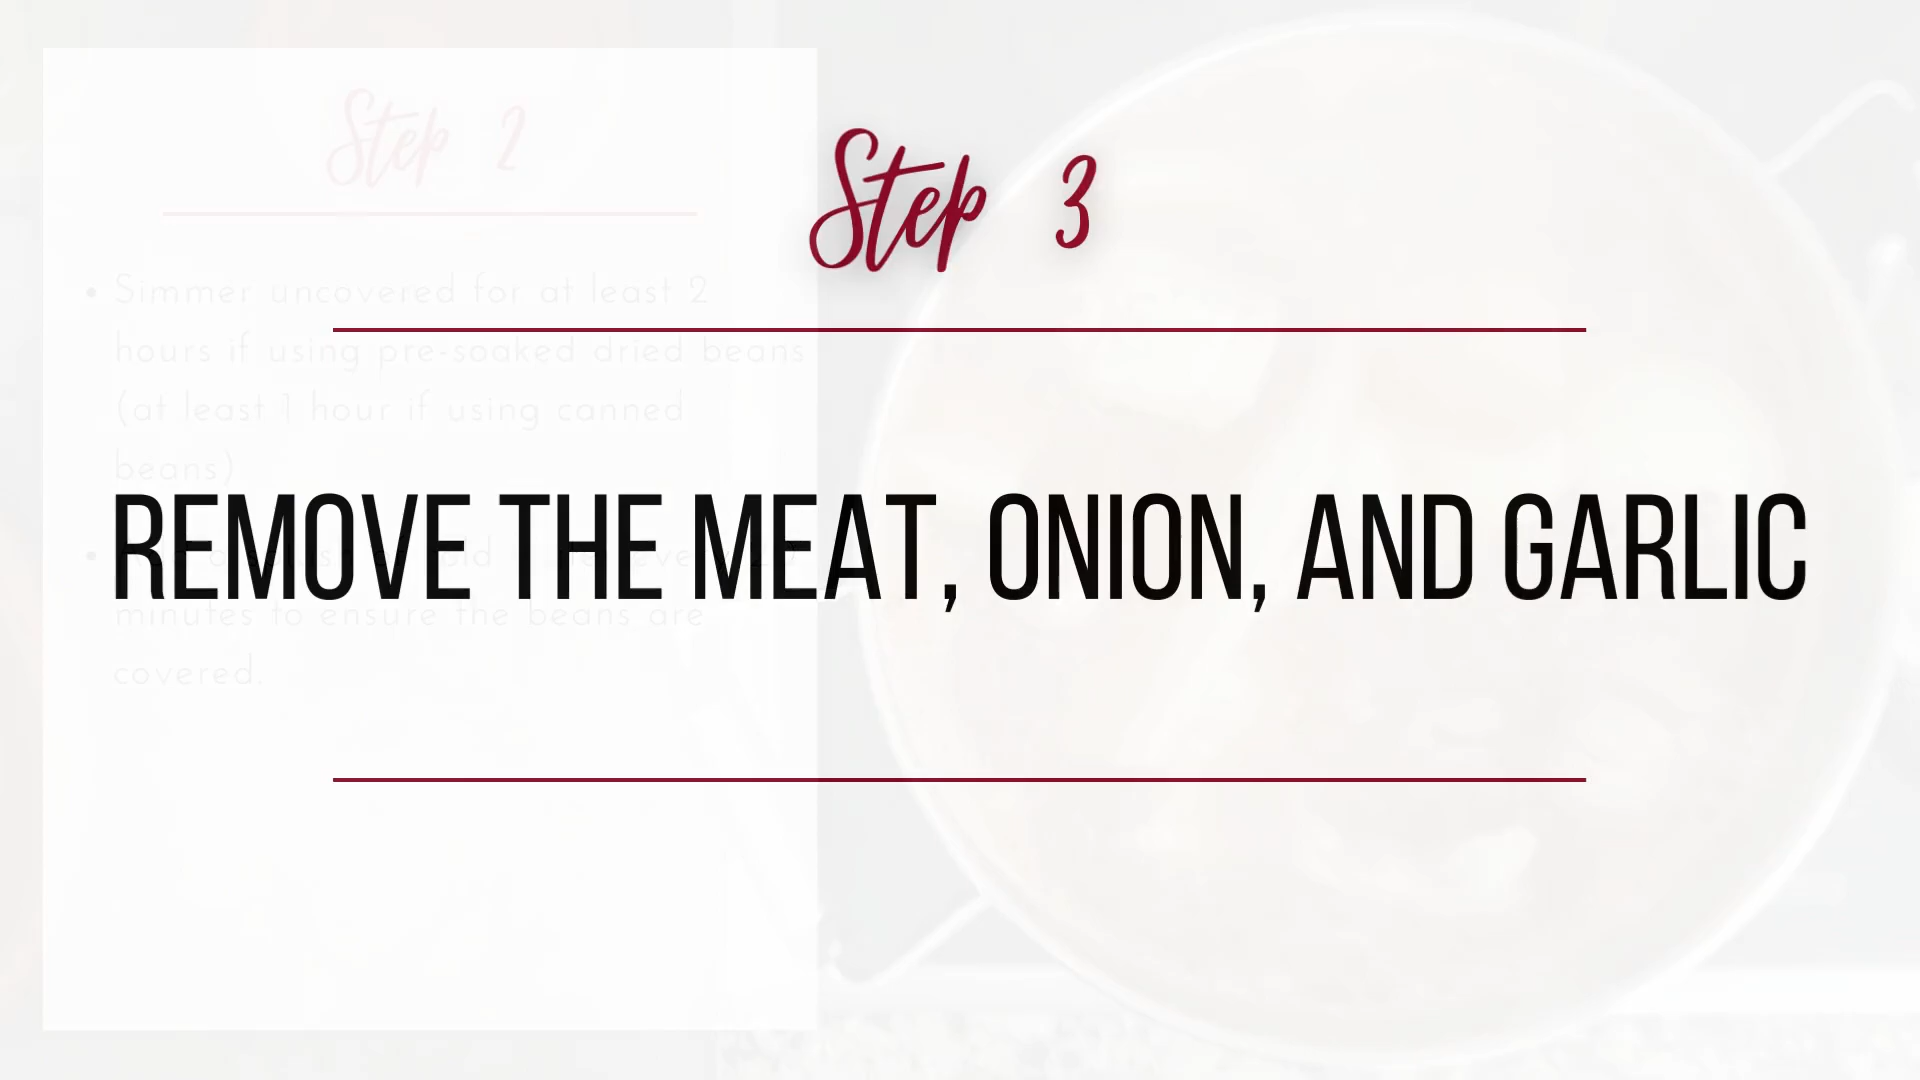 Step 2
Simmer uncovered for at least 2
hours if using pre-soaked dried beans
(at least 1 hour if using canned
beans)
minutes to ensure the beans are
covered.
Step 3
REMOVE THE MEAT, ONION, AND GARLIC